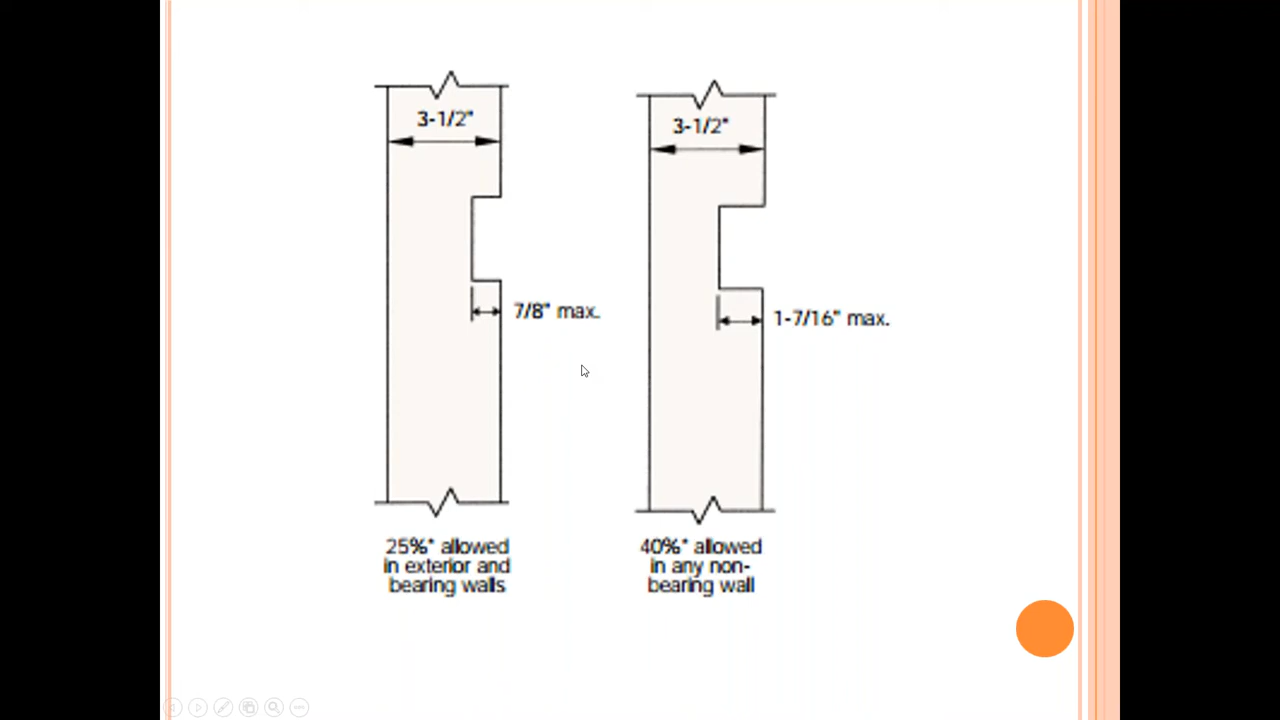 3-1/2"
3-1/2"
7/8" max.
1-7/16" max.
25%* allowed
in exterior and
bearing walls
40%* allowed
in any non-
bearing wall